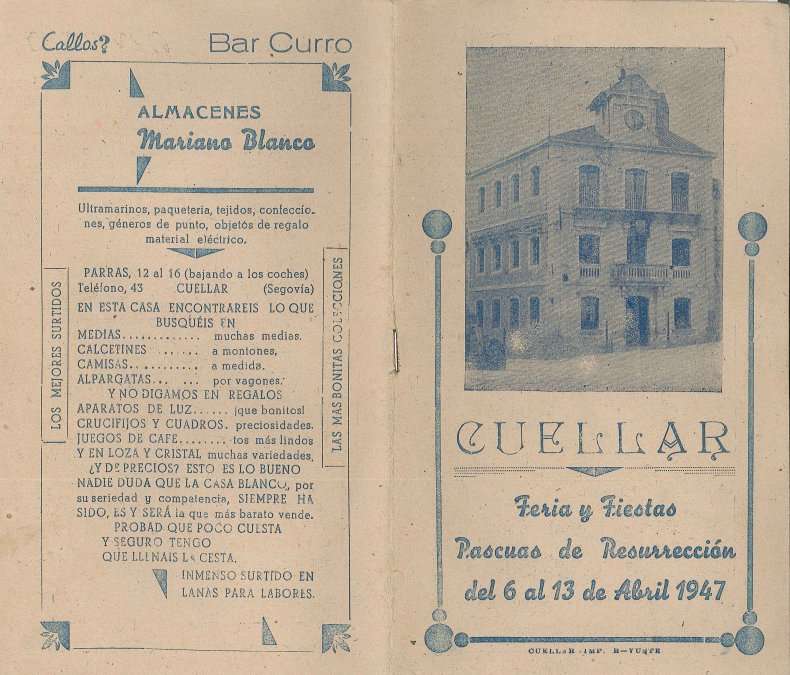 Callos? Bar Curro
ALMACENES
Mariano Blanco
Ultramarinos, paqueteria, tejidos, confeccio-
nes, géneros de punto, objetós de regalo
material eléctrico.
PARRAS, 12 al 16 (bajando a los coches)
Teléfono, 43 CUELLAR (Segovia)
EN ESTA CASA ENCONTRAREIS LO QUE
BUSQUÉIS EN
MEDIAS............ muchas medias.
CALCETINES ....... a montones,
CAMISAS........... a medida.
ALPARGATAS... .... por vagones.
Y NO DIGAMOS EN REGALOS
APARATOS DE LUZ...... ¡que bonitos!
CRUCIFIJOS Y CUADROS. preciosidades.
JUEGOS DE CAFE........ tos más lindos
Y EN LOZA Y CRISTAL muchas variedades.
¿Y DE PRECIOS? ESTO ES LO BUENO
NADIE DUDA QUE LA CASA BLANCO, por
su seriedad y competencia, SIEMPRE HA
SIDO, ES Y SERÁ la que más barato vende.
PROBAD QUE POCO CUESTA
Y SEGURO TENGO
QUE LLENAIS LA CESTA.
INMENSO SURTIDO EN
LANAS PARA LABORES.
LOS MEJORES SURTIDOS
LAS MAS BONITAS COLECCIONES
CUELLAR
Feria y Fiestas
Pascuas de Resurrección
del 6 al 13 de Abril 1947
CUELLAR -IMP. B-YUSTE